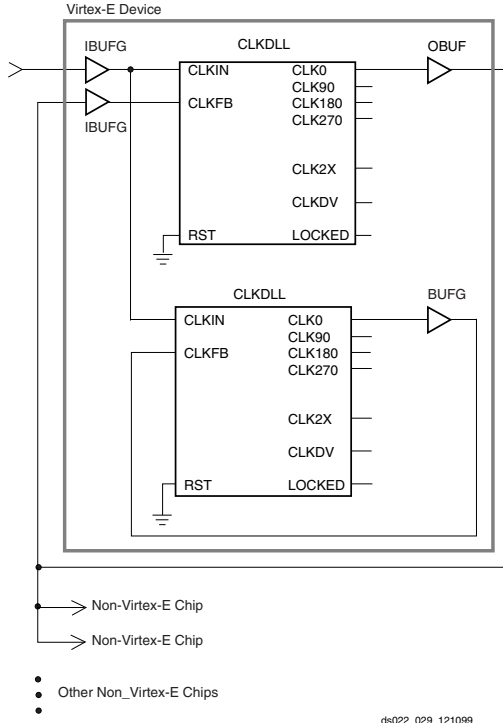 Virtex-E Device
IBUFG
CLKDLL
OBUF
CLKIN
CLK0
CLK90
CLKFB
CLK180
CLK270
IBUFG
CLK2X
CLKDV
RST
LOCKED
CLKDLL
BUFG
CLKIN
CLK0
CLK90
CLKFB
CLK180
CLK270
CLK2X
CLKDV
RST
LOCKED
Non-Virtex-E Chip
Non-Virtex-E Chip
Other Non_Virtex-E Chips
ds022_029_121099